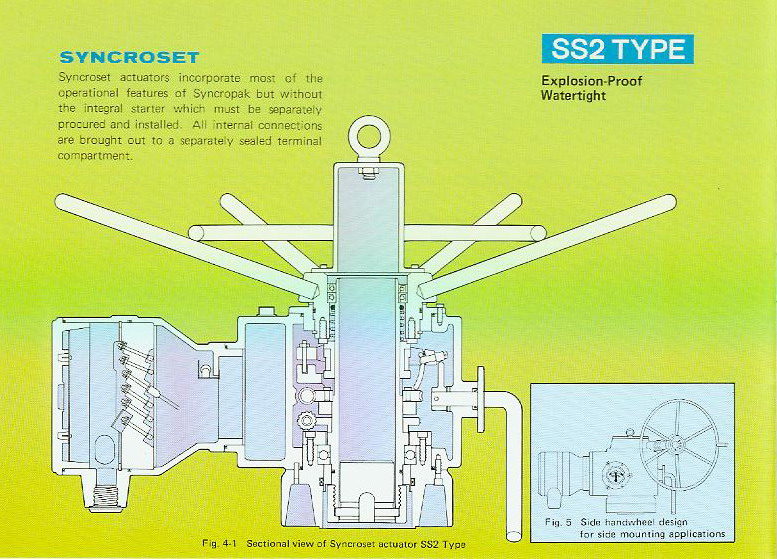 SYNCROSET
Syncroset actuators incorporate most of the
operational features of Syncropak but without
the integral starter which must be separately
procured and installed. All internal connections
are brought out to a separately sealed terminal
compartment.
SS2 TYPE
Explosion-Proof
Watertight
Fig. 4-1 Sectional view of Syncroset actuator SS2 Type
Fig. 5 Side handwheel design
for side mounting applications